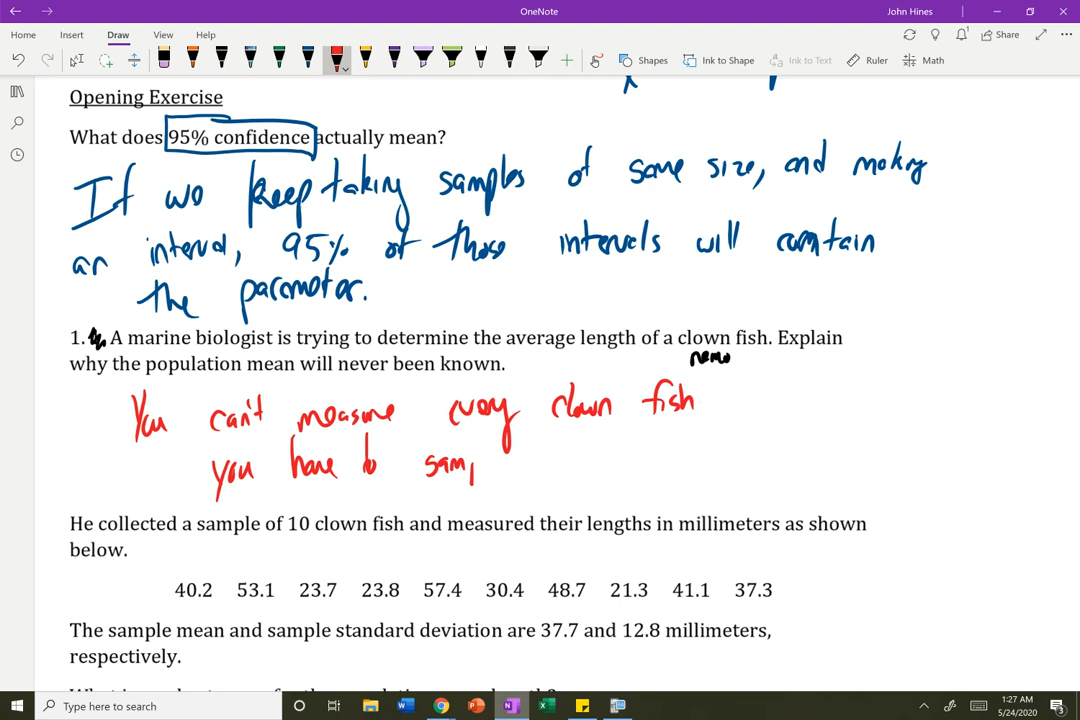 OneNote
John Hines
Home Insert Draw View Help
Share
Shapes Ink to Shape Ink to Text Ruler Math
Opening Exercise
What does 95% confidence actually mean?
If we keep taking samples of same size, and making
an interval, 95% of those intervals will contain
the parameter.
1. A marine biologist is trying to determine the average length of a clown fish. Explain
nemo
why the population mean will never been known.
You can't measure every clown fish
you have to sam
He collected a sample of 10 clown fish and measured their lengths in millimeters as shown
below.
40.2 53.1 23.7 23.8 57.4 30.4 48.7 21.3 41.1 37.3
The sample mean and sample standard deviation are 37.7 and 12.8 millimeters,
respectively.
Type here to search
1:27 AM
5/24/2020
3